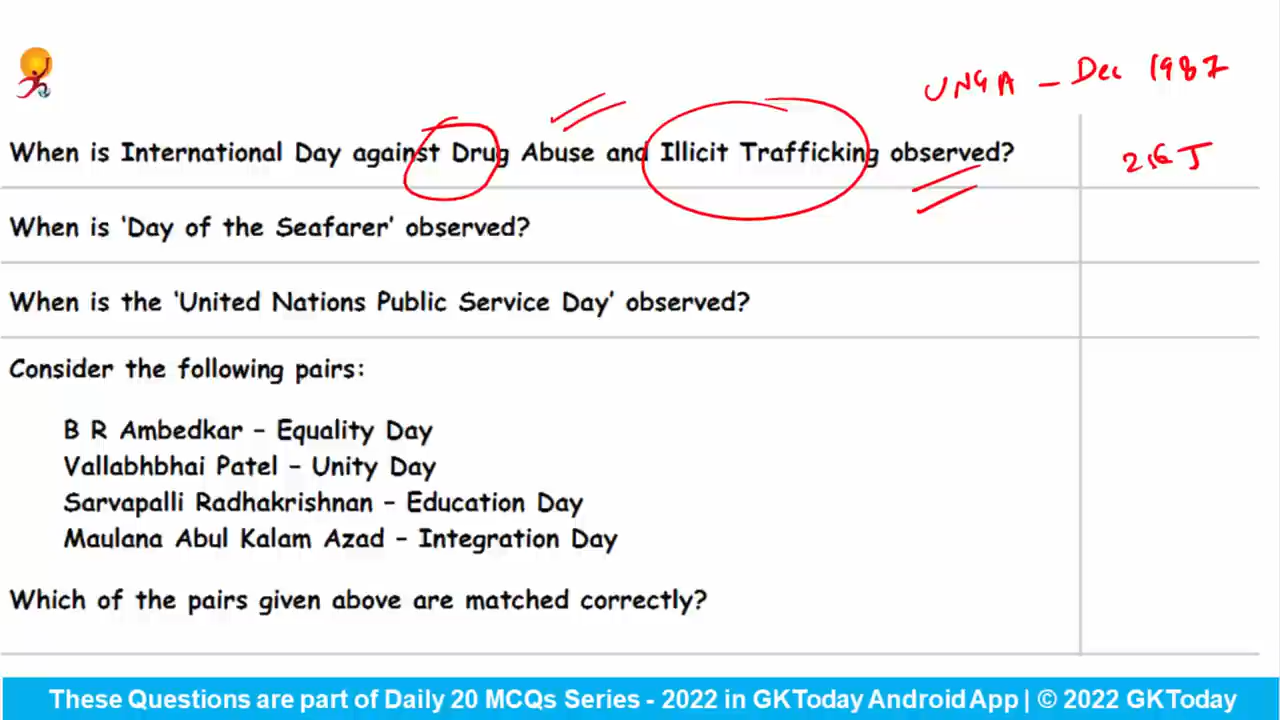 UNGA - Dec 1987
When is International Day against Drug Abuse and Illicit Trafficking observed?
26 J
When is 'Day of the Seafarer' observed?
When is the 'United Nations Public Service Day' observed?
Consider the following pairs:
B R Ambedkar - Equality Day
Vallabhbhai Patel - Unity Day
Sarvapalli Radhakrishnan - Education Day
Maulana Abul Kalam Azad - Integration Day
Which of the pairs given above are matched correctly?
These Questions are part of Daily 20 MCQs Series - 2022 in GKToday Android App | © 2022 GKToday